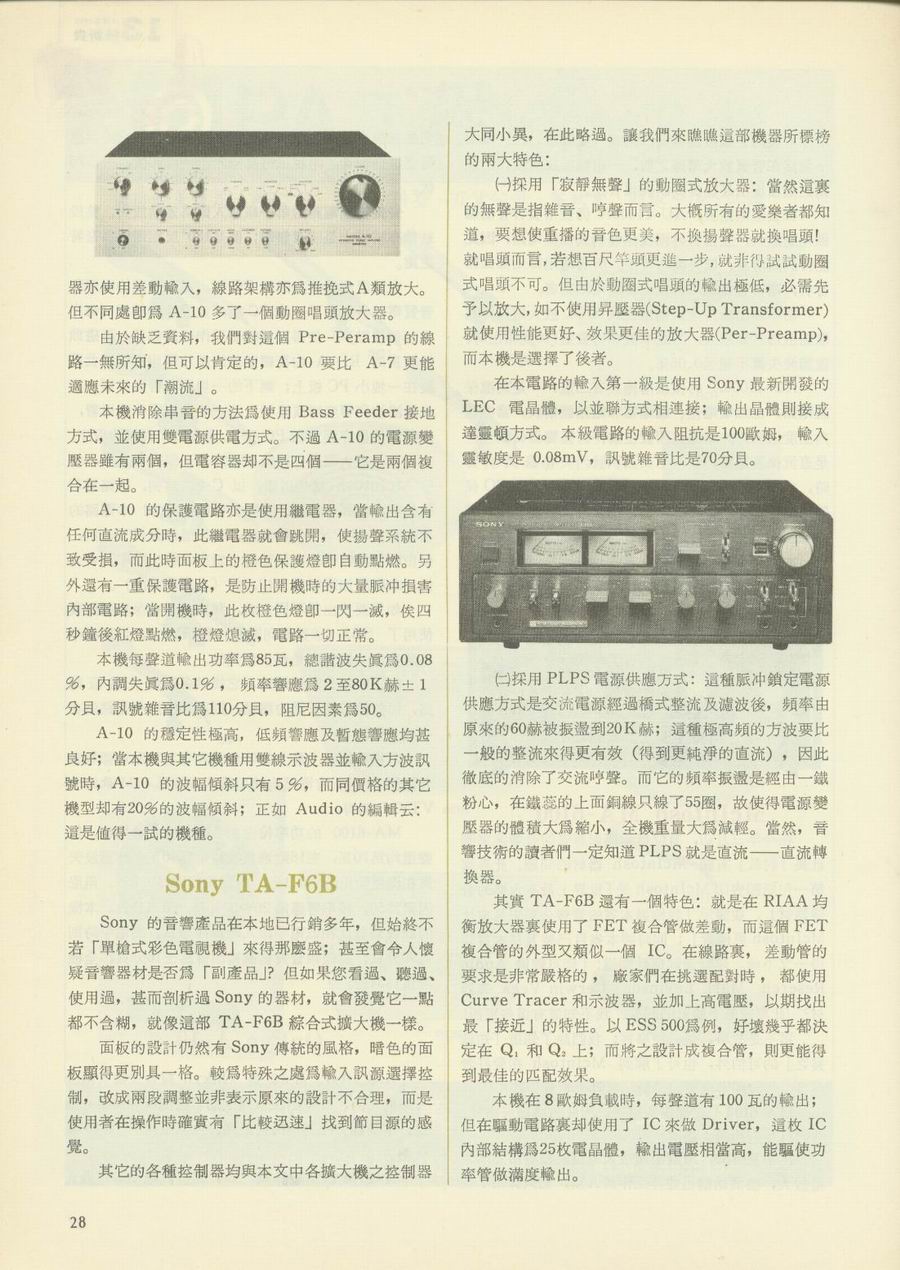 器亦使用差動輸入，線路架構亦爲推挽式A類放大。
但不同處卽爲 A-10 多了一個動圈唱頭放大器。
由於缺乏資料，我們對這個 Pre-Peramp 的線
路一無所知，但可以肯定的，A-10 要比 A-7 更能
適應未來的「潮流」。
本機消除串音的方法爲使用 Bass Feeder 接地
方式，並使用雙電源供電方式。不過 A-10 的電源變
壓器雖有兩個，但電容器却不是四個——它是兩個複
合在一起。
A-10 的保護電路亦是使用繼電器，當輸出含有
任何直流成分時，此繼電器就會跳開，使揚聲系統不
致受損，而此時面板上的橙色保護燈卽自動點燃。另
外還有一重保護電路，是防止開機時的大量脈冲損害
內部電路；當開機時，此枚橙色燈卽一閃一滅，俟四
秒鐘後紅燈點燃，橙燈熄滅，電路一切正常。
本機每聲道輸出功率爲85瓦，總諧波失眞爲0.08
％，內調失眞爲0.1％，頻率響應爲 2 至80K赫± 1
分貝，訊號雜音比爲110分貝，阻尼因素爲50。
A-10 的穩定性極高，低頻響應及暫態響應均甚
良好；當本機與其它機種用雙線示波器並輸入方波訊
號時，A-10 的波幅傾斜只有 5 ％，而同價格的其它
機型却有20％的波幅傾斜；正如 Audio 的編輯云：
這是値得一試的機種。
Sony TA-F6B
Sony 的音響產品在本地已行銷多年，但始終不
若「單槍式彩色電視機」來得那麼盛；甚至會令人懷
疑音響器材是否爲「副產品」？但如果您看過、聽過、
使用過，甚而剖析過 Sony 的器材，就會發覺它一點
都不含糊，就像這部 TA-F6B 綜合式擴大機一樣。
面板的設計仍然有 Sony 傳統的風格，暗色的面
板顯得更別具一格。較爲特殊之處爲輸入訊源選擇控
制，改成兩段調整並非表示原來的設計不合理，而是
使用者在操作時確實有「比較迅速」找到節目源的感
覺。
其它的各種控制器均與本文中各擴大機之控制器
28
大同小異，在此略過。讓我們來瞧瞧這部機器所標榜
的兩大特色：
㈠採用「寂靜無聲」的動圈式放大器：當然這裏
的無聲是指雜音、哼聲而言。大概所有的愛樂者都知
道，要想使重播的音色更美，不換揚聲器就換唱頭！
就唱頭而言，若想百尺竿頭更進一步，就非得試試動圈
式唱頭不可。但由於動圈式唱頭的輸出極低，必需先
予以放大，如不使用昇壓器(Step-Up Transformer)
就使用性能更好、效果更佳的放大器(Per-Preamp)，
而本機是選擇了後者。
在本電路的輸入第一級是使用 Sony 最新開發的
LEC 電晶體，以並聯方式相連接；輸出晶體則接成
達靈頓方式。 本級電路的輸入阻抗是100歐姆， 輸入
靈敏度是 0.08mV，訊號雜音比是70分貝。
SONY
㈡採用 PLPS 電源供應方式：這種脈冲鎖定電源
供應方式是交流電源經過橋式整流及濾波後，頻率由
原來的60赫被振盪到20K赫；這種極高頻的方波要比
一般的整流來得更有效（得到更純淨的直流），因此
徹底的消除了交流哼聲。而它的頻率振盪是經由一鐵
粉心，在鐵蕊的上面銅線只線了55圈，故使得電源變
壓器的體積大爲縮小，全機重量大爲減輕。當然，音
響技術的讀者們一定知道 PLPS 就是直流——直流轉
換器。
其實 TA-F6B 還有一個特色：就是在 RIAA 均
衡放大器裏使用了 FET 複合管做差動，而這個 FET
複合管的外型又類似一個 IC。在線路裏， 差動管的
要求是非常嚴格的， 廠家們在挑選配對時， 都使用
Curve Tracer 和示波器，並加上高電壓，以期找出
最「接近」的特性。以 ESS 500爲例，好壞幾乎都決
定在 Q₁ 和 Q₂ 上；而將之設計成複合管，則更能得
到最佳的匹配效果。
本機在 8 歐姆負載時，每聲道有 100 瓦的輸出；
但在驅動電路裏却使用了 IC 來做 Driver，這枚 IC
內部結構爲25枚電晶體，輸出電壓相當高，能驅使功
率管做滿度輸出。